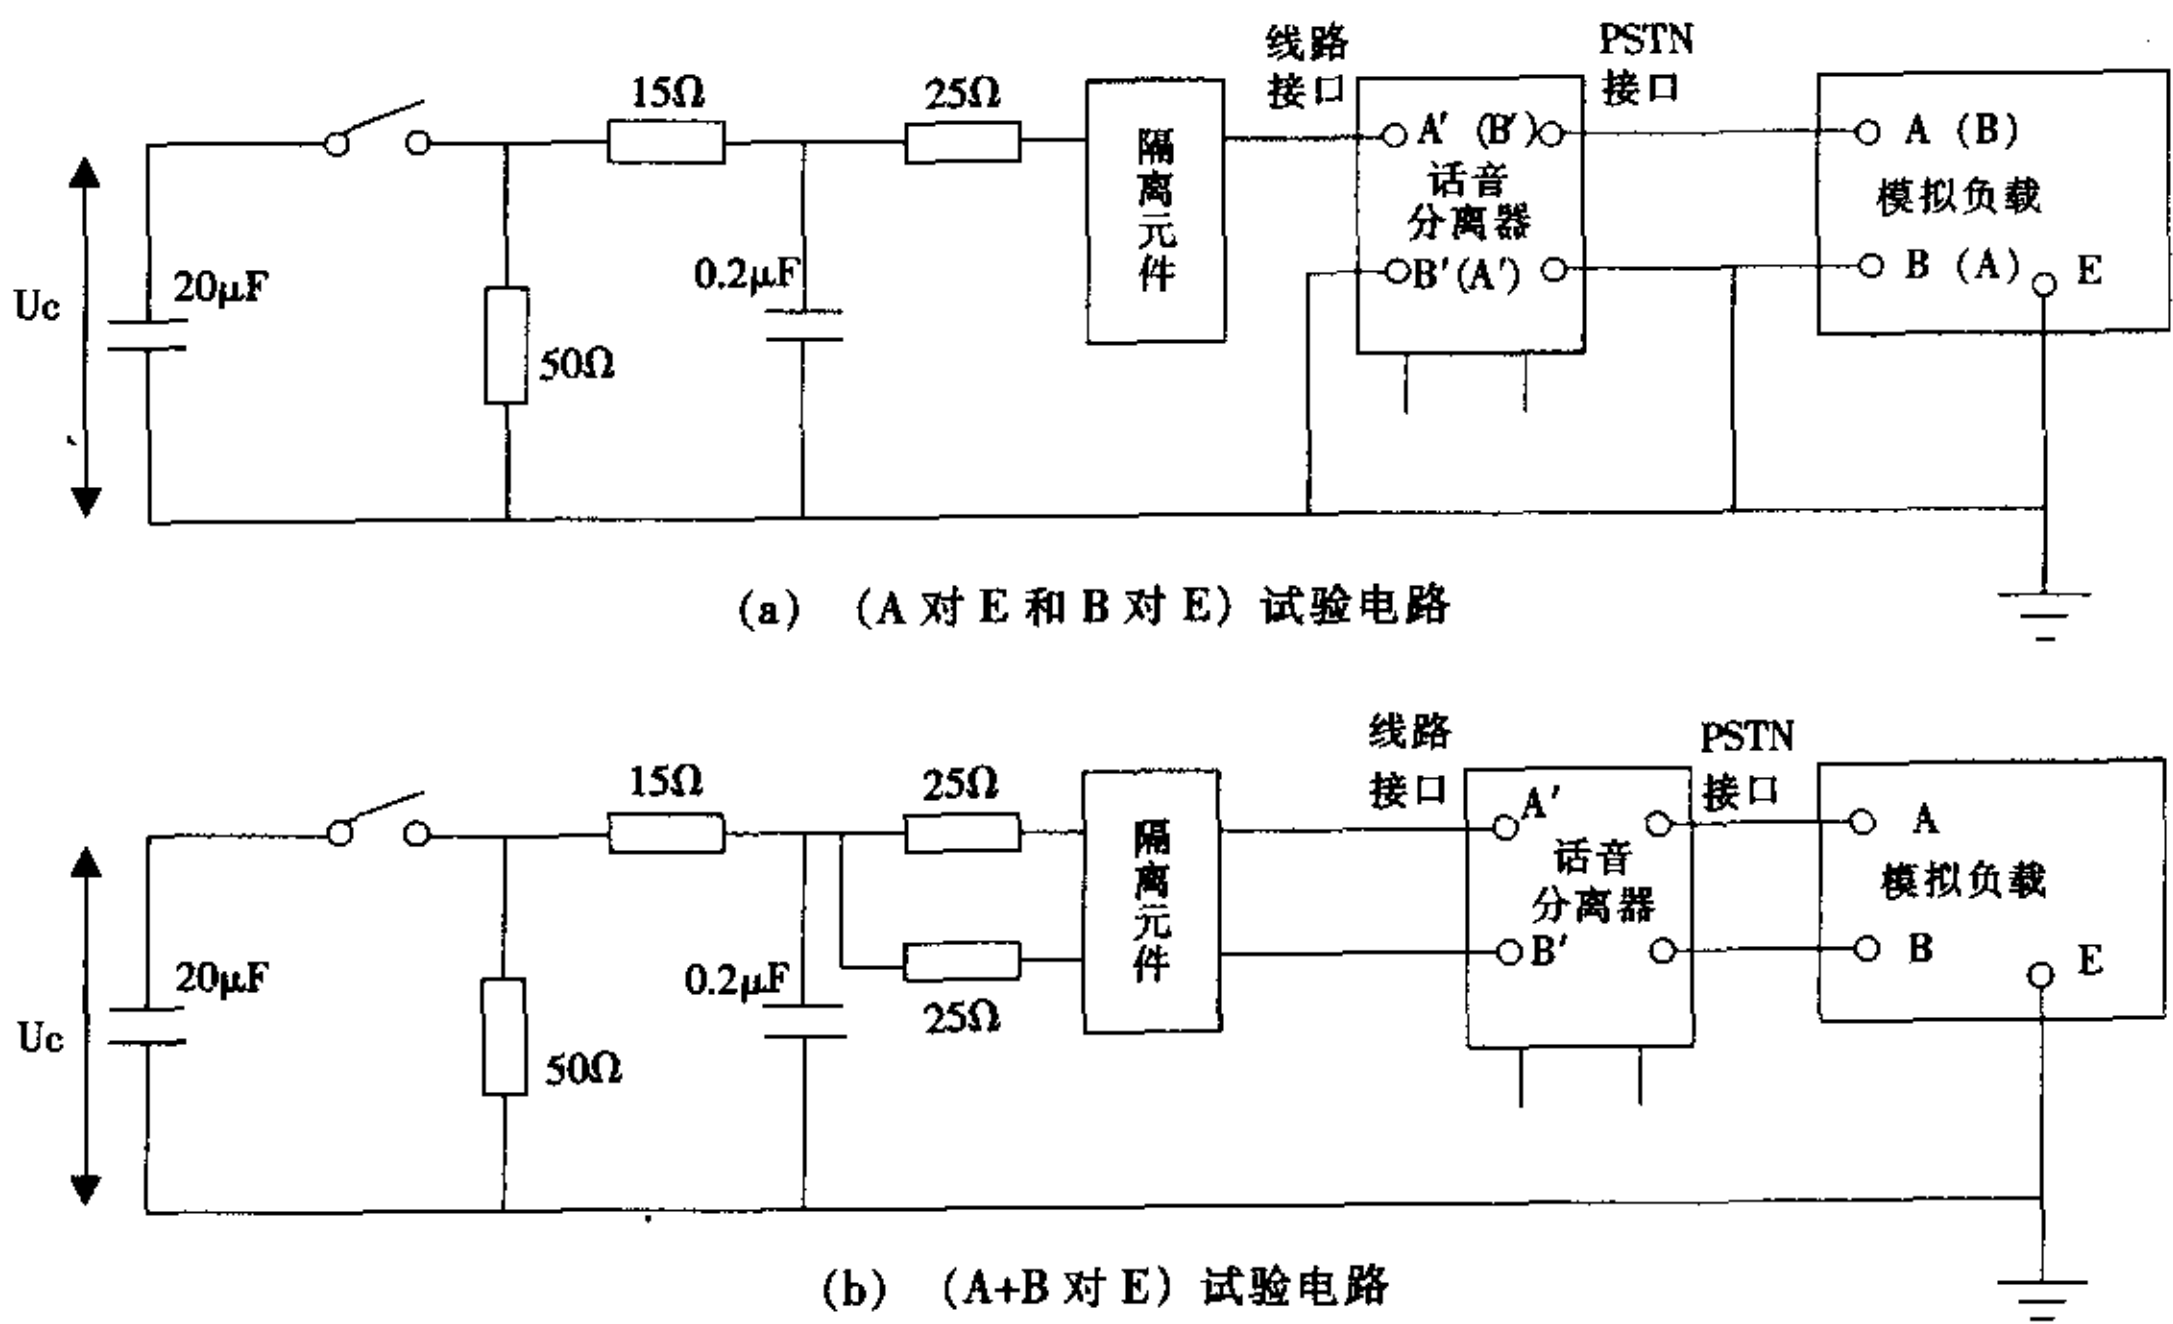 线路 PSTN
15Ω 25Ω 接口 接口
隔离元件 A′ (B′) A (B)
话音 模拟负载
分离器
Uc 20μF 0.2μF B′(A′) B (A) E
50Ω
(a) (A 对 E 和 B 对 E) 试验电路
线路 PSTN
15Ω 25Ω 接口 接口
隔离元件 A′ A
话音 模拟负载
分离器
Uc 20μF 0.2μF 25Ω B′ B E
50Ω
(b) (A+B 对 E) 试验电路